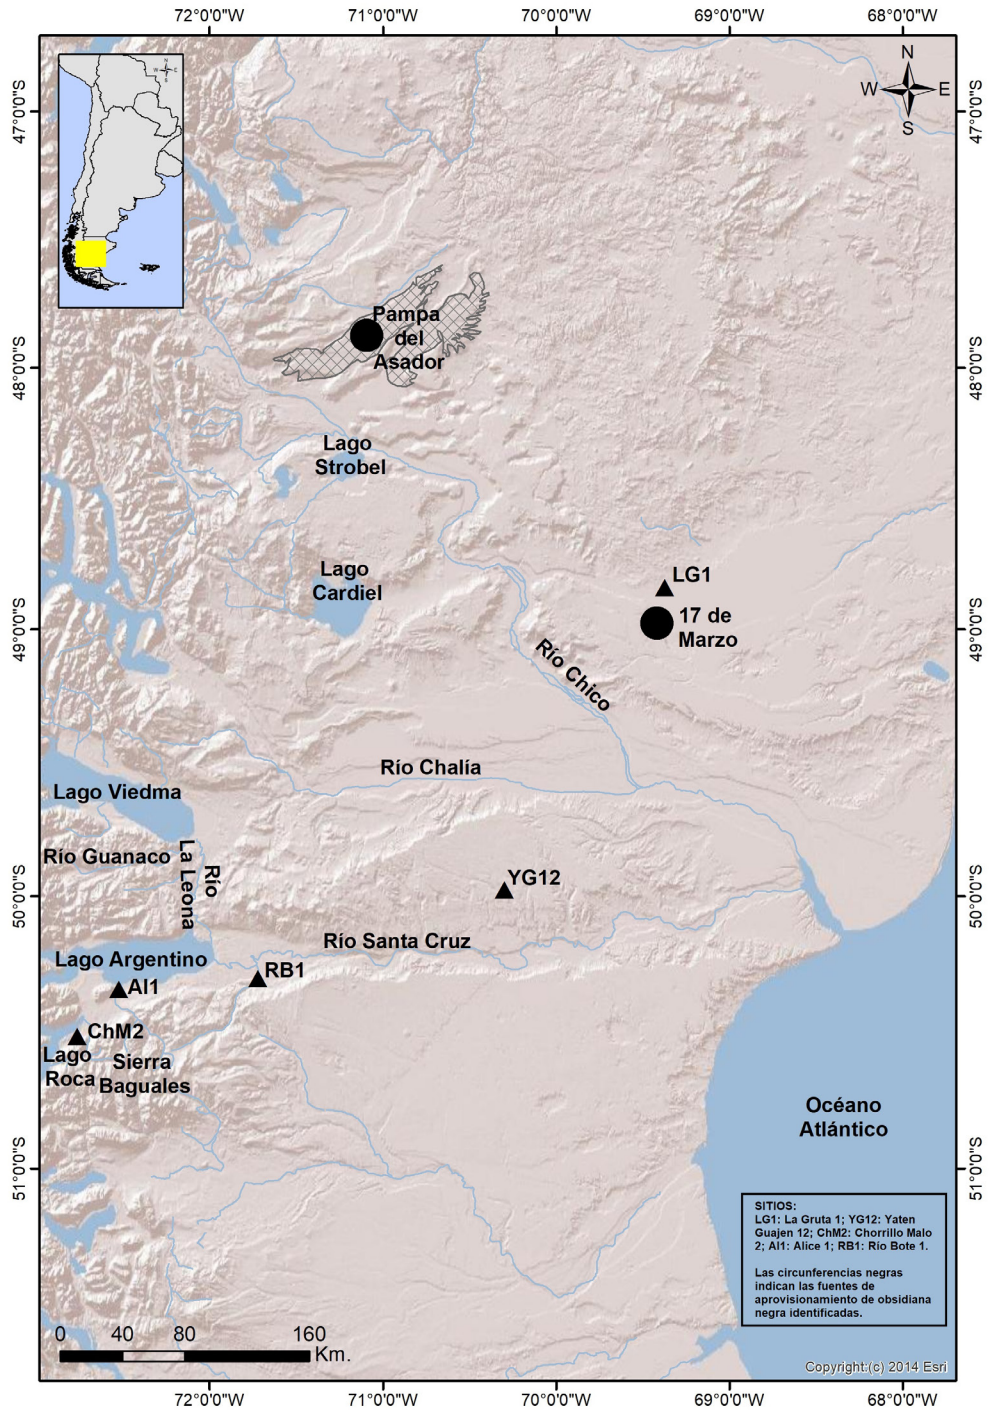 72°0'0"W 71°0'0"W 70°0'0"W 69°0'0"W 68°0'0"W
N
W E
S
N
W E
S
47°0'0"S 47°0'0"S
Pampa
del
Asador
48°0'0"S 48°0'0"S
Lago
Strobel
Lago
Cardiel
LG1
17 de
Marzo
49°0'0"S 49°0'0"S
Río Chico
Río Chalía
Lago Viedma
Río Guanaco
Río
La Leona
YG12
50°0'0"S 50°0'0"S
Río Santa Cruz
Lago Argentino
RB1
Al1
ChM2
Lago
Roca
Sierra
Baguales
Océano
Atlántico
51°0'0"S 51°0'0"S
SITIOS:
LG1: La Gruta 1; YG12: Yaten
Guajen 12; ChM2: Chorrillo Malo
2; Al1: Alice 1; RB1: Río Bote 1.
Las circunferencias negras
indican las fuentes de
aprovisionamiento de obsidiana
negra identificadas.
0 40 80 160
Km.
Copyright:(c) 2014 Esri
72°0'0"W 71°0'0"W 70°0'0"W 69°0'0"W 68°0'0"W